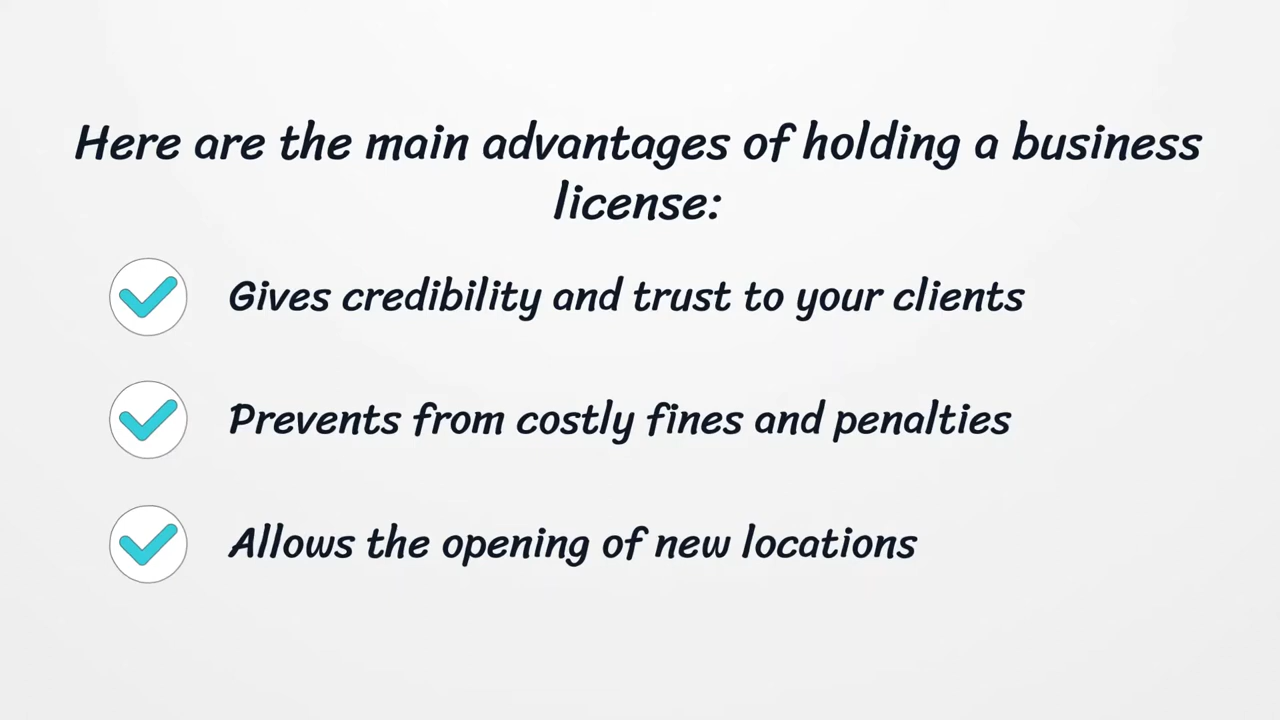 Here are the main advantages of holding a business
license:
Gives credibility and trust to your clients
Prevents from costly fines and penalties
Allows the opening of new locations